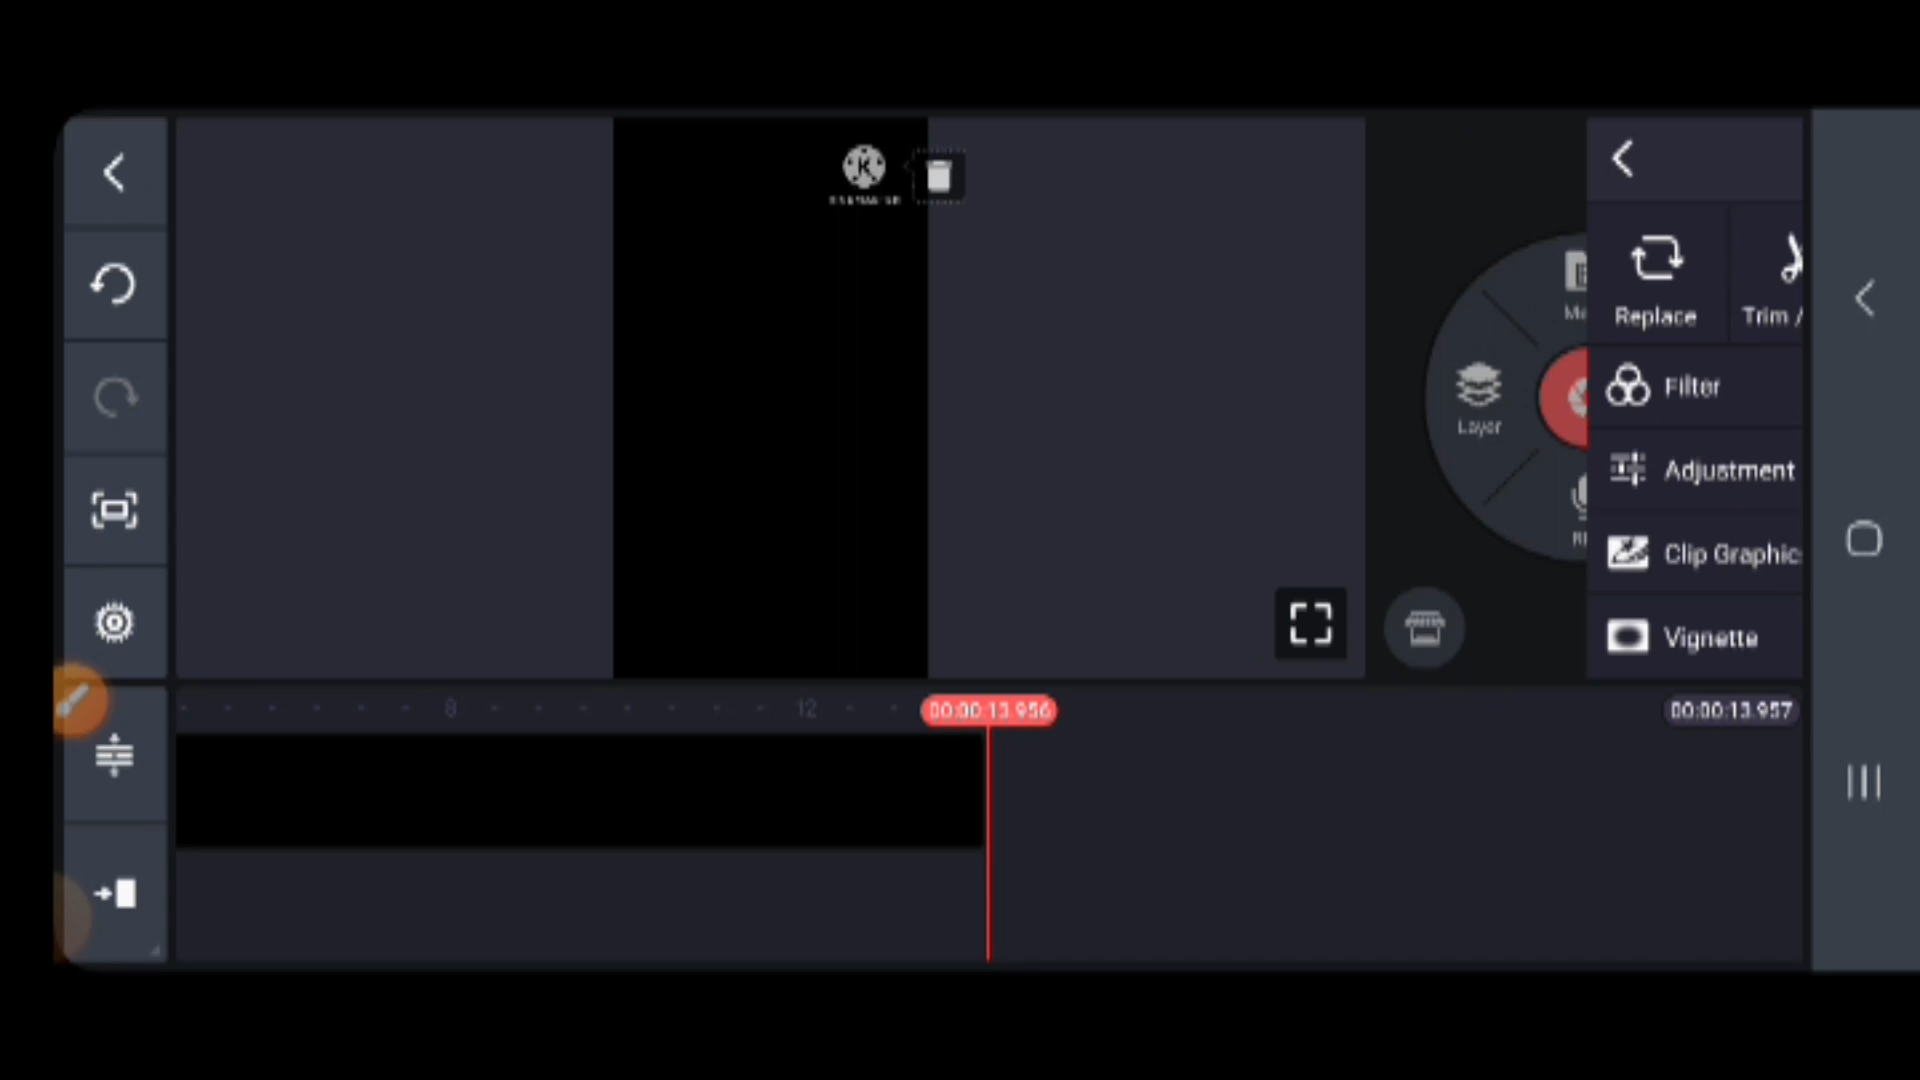 K
Replace
Trim /
Filter
Layer
Adjustment
Clip Graphic
Vignette
8
12
00:00:13.956
00:00:13.957